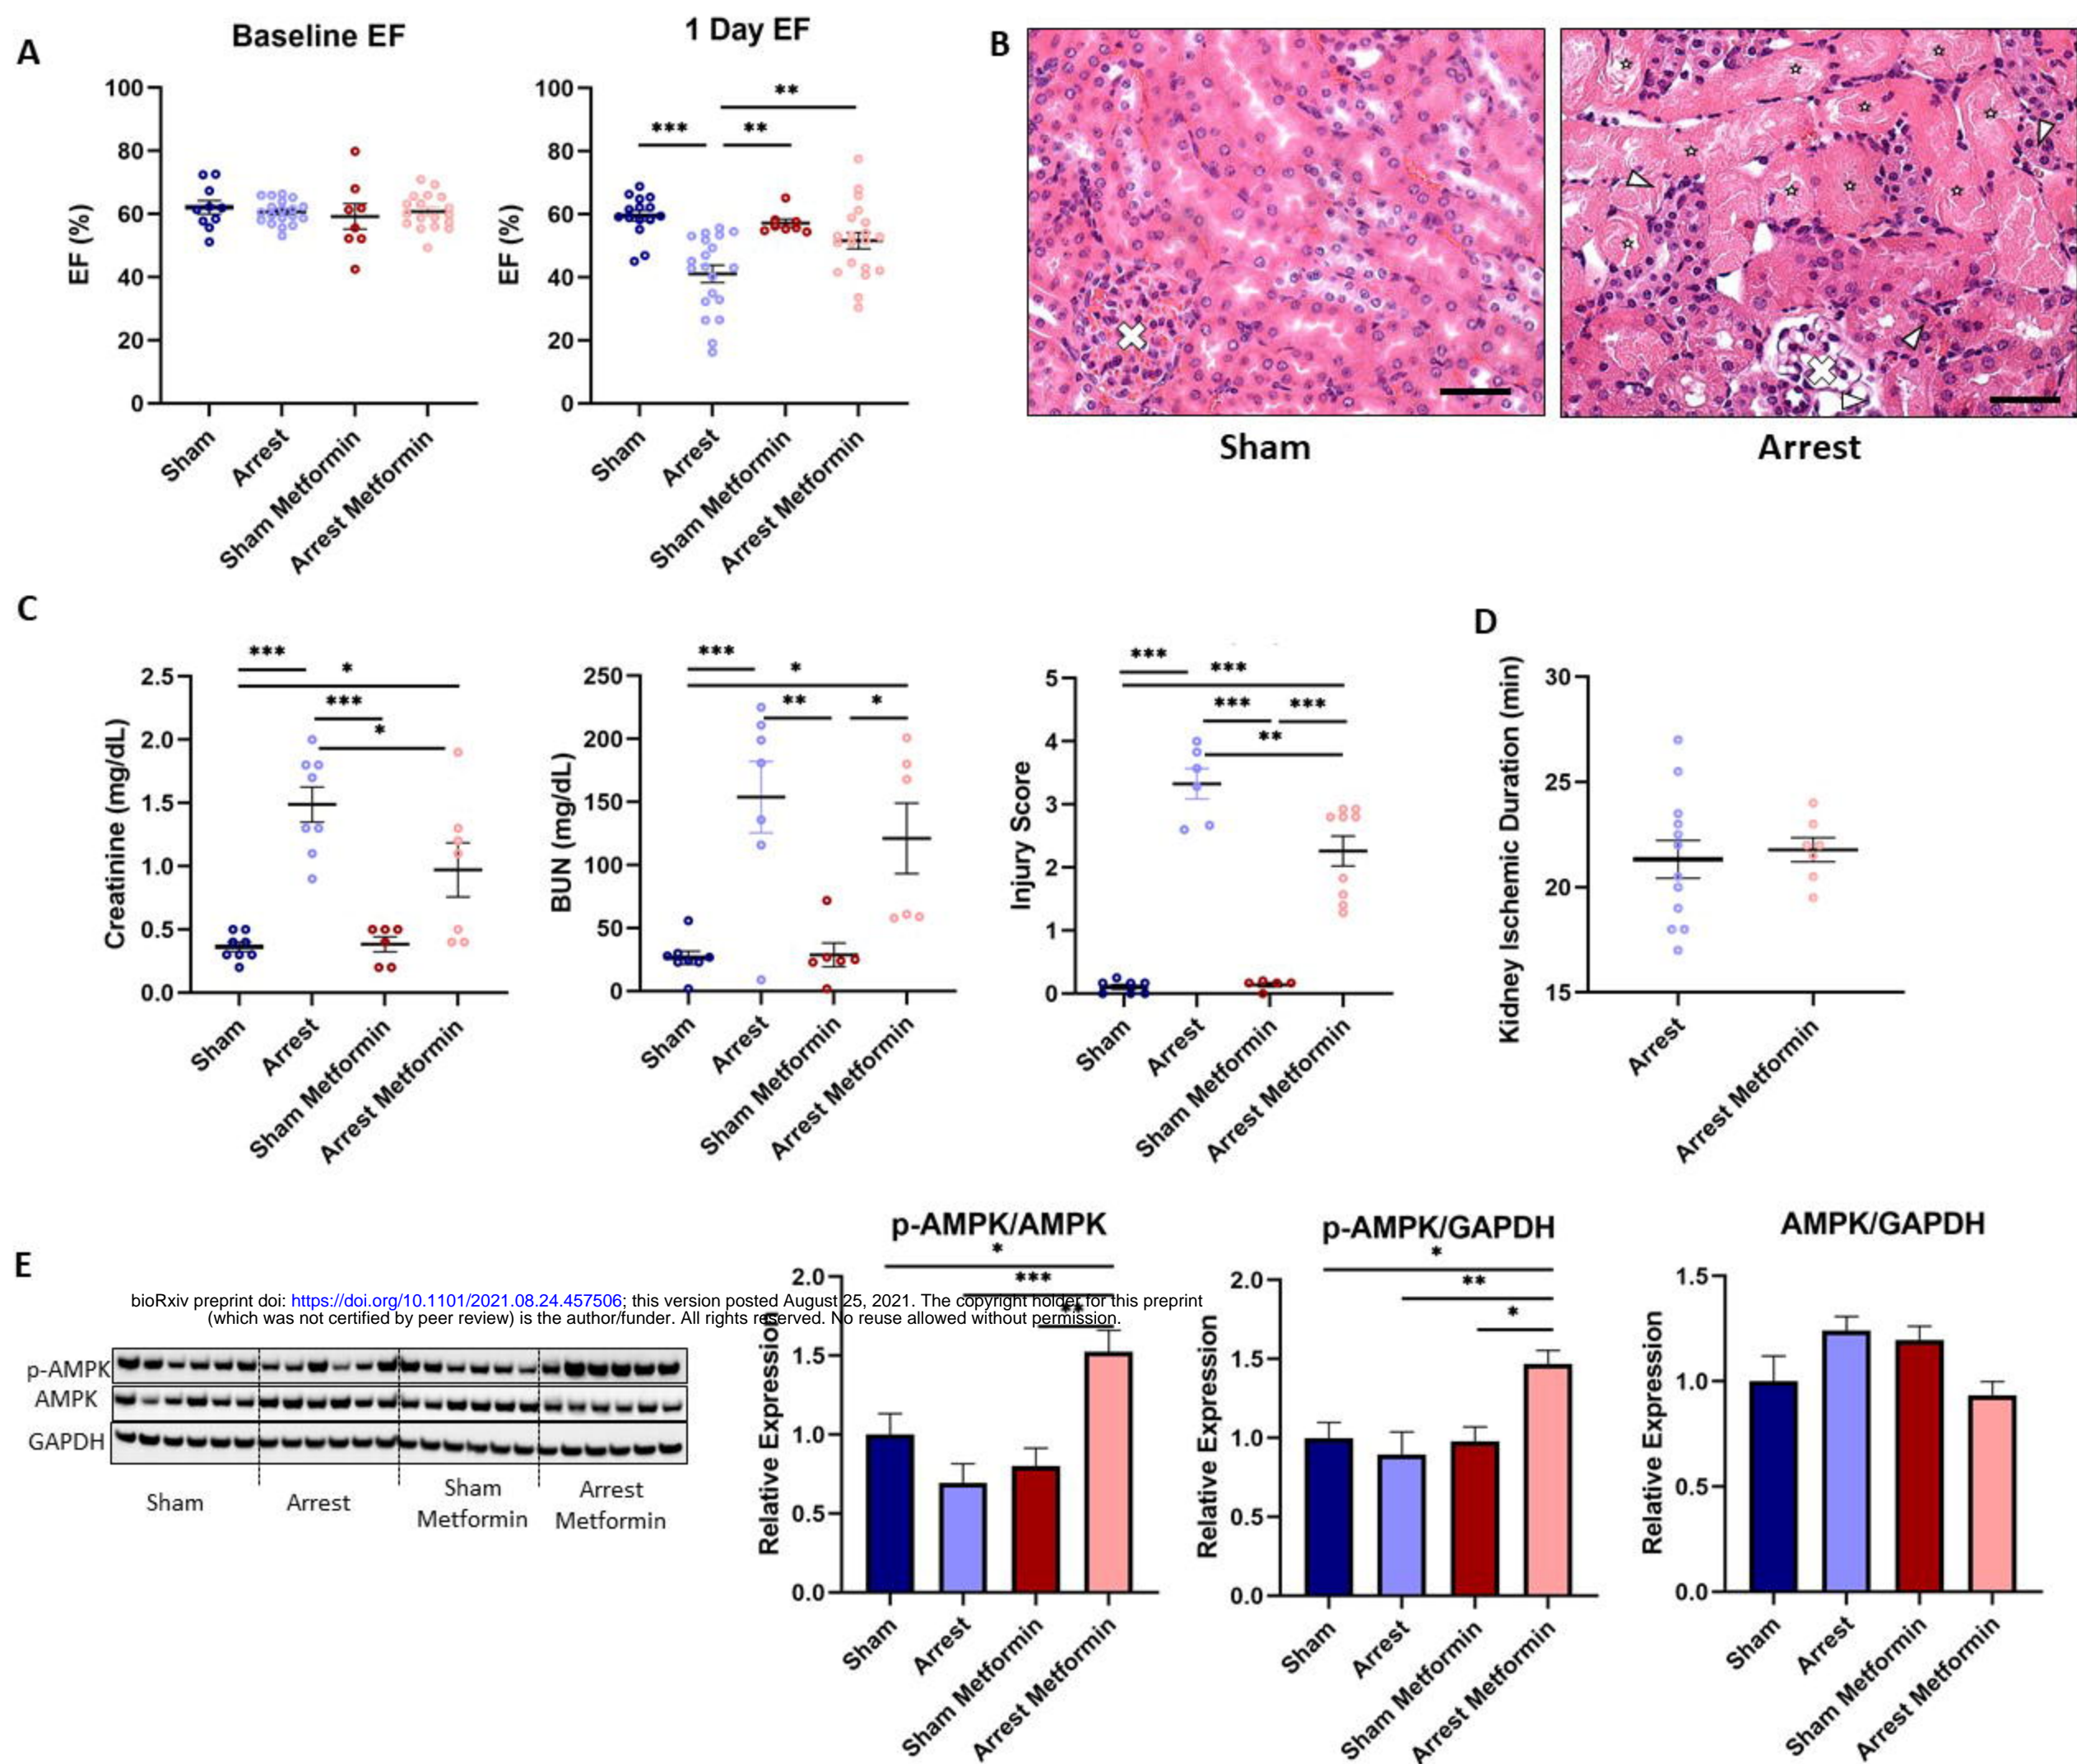 A
Baseline EF
EF (%)
100
80
60
40
20
0
Sham
Arrest
Sham Metformin
Arrest Metformin
1 Day EF
EF (%)
100
80
60
40
20
0
***
**
**
Sham
Arrest
Sham Metformin
Arrest Metformin
B
Sham
Arrest
C
Creatinine (mg/dL)
2.5
2.0
1.5
1.0
0.5
0.0
***
*
***
*
Sham
Arrest
Sham Metformin
Arrest Metformin
BUN (mg/dL)
250
200
150
100
50
0
***
*
**
*
Sham
Arrest
Sham Metformin
Arrest Metformin
Injury Score
5
4
3
2
1
0
***
***
***
***
**
Sham
Arrest
Sham Metformin
Arrest Metformin
D
Kidney Ischemic Duration (min)
30
25
20
15
Arrest
Arrest Metformin
E
bioRxiv preprint doi: https://doi.org/10.1101/2021.08.24.457506; this version posted August 25, 2021. The copyright holder for this preprint
(which was not certified by peer review) is the author/funder. All rights reserved. No reuse allowed without permission.
p-AMPK
AMPK
GAPDH
Sham
Arrest
Sham
Metformin
Arrest
Metformin
p-AMPK/AMPK
Relative Expression
2.0
1.5
1.0
0.5
0.0
*
***
**
Sham
Arrest
Sham Metformin
Arrest Metformin
p-AMPK/GAPDH
Relative Expression
2.0
1.5
1.0
0.5
0.0
*
**
*
Sham
Arrest
Sham Metformin
Arrest Metformin
AMPK/GAPDH
Relative Expression
1.5
1.0
0.5
0.0
Sham
Arrest
Sham Metformin
Arrest Metformin